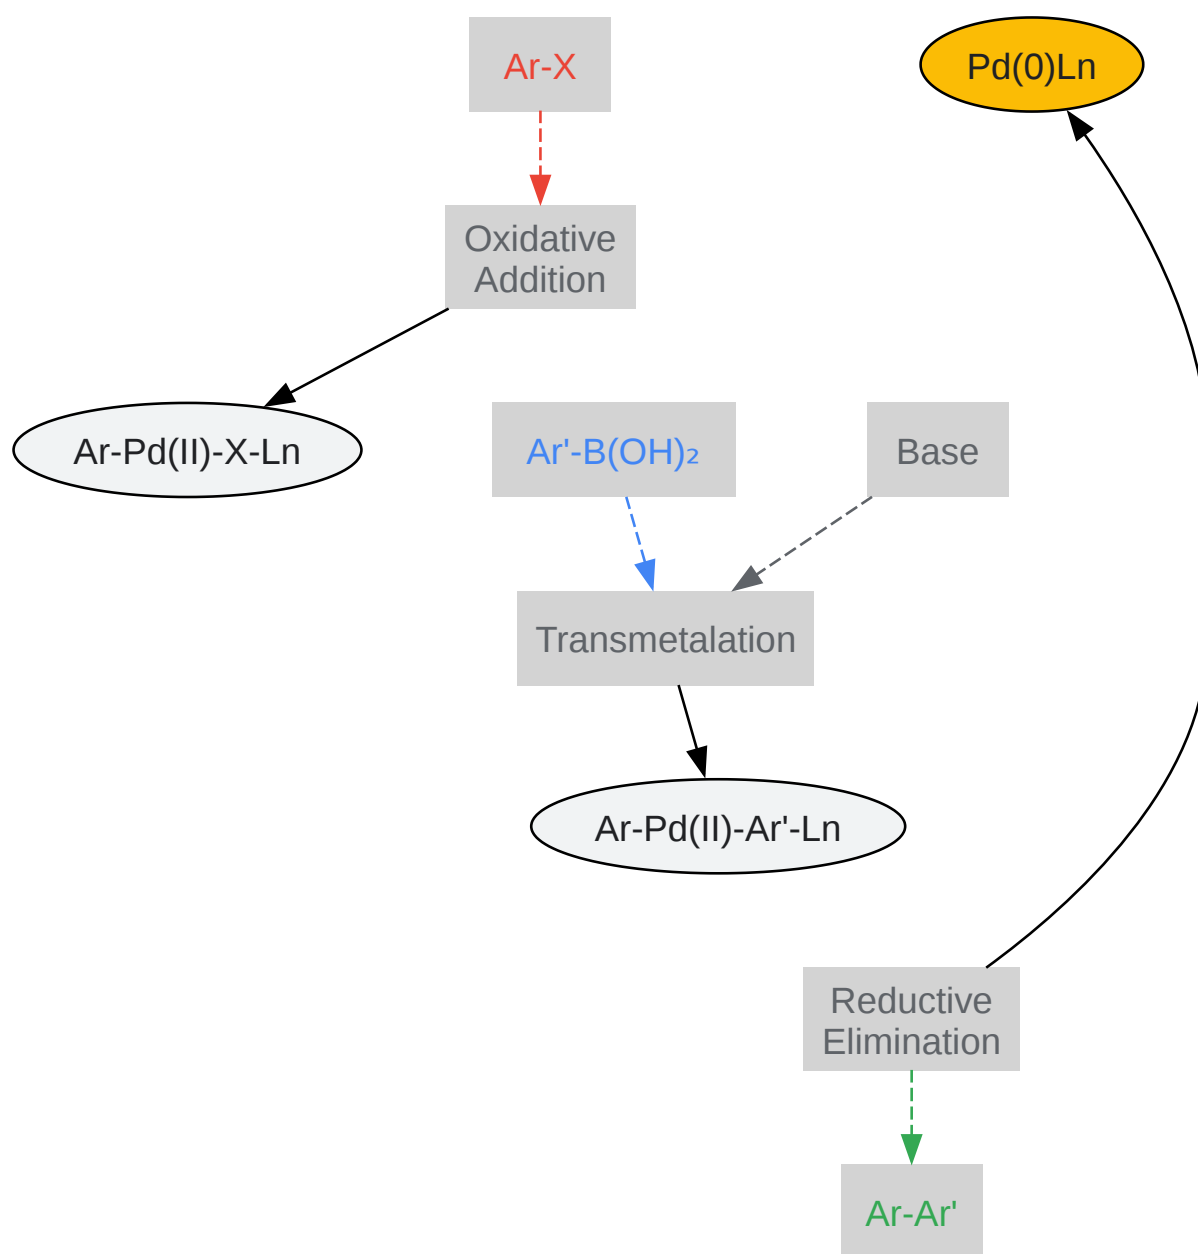 Ar-X
Pd(0)Ln
Oxidative
Addition
Ar-Pd(II)-X-Ln
Ar'-B(OH)₂
Base
Transmetalation
Ar-Pd(II)-Ar'-Ln
Reductive
Elimination
Ar-Ar'